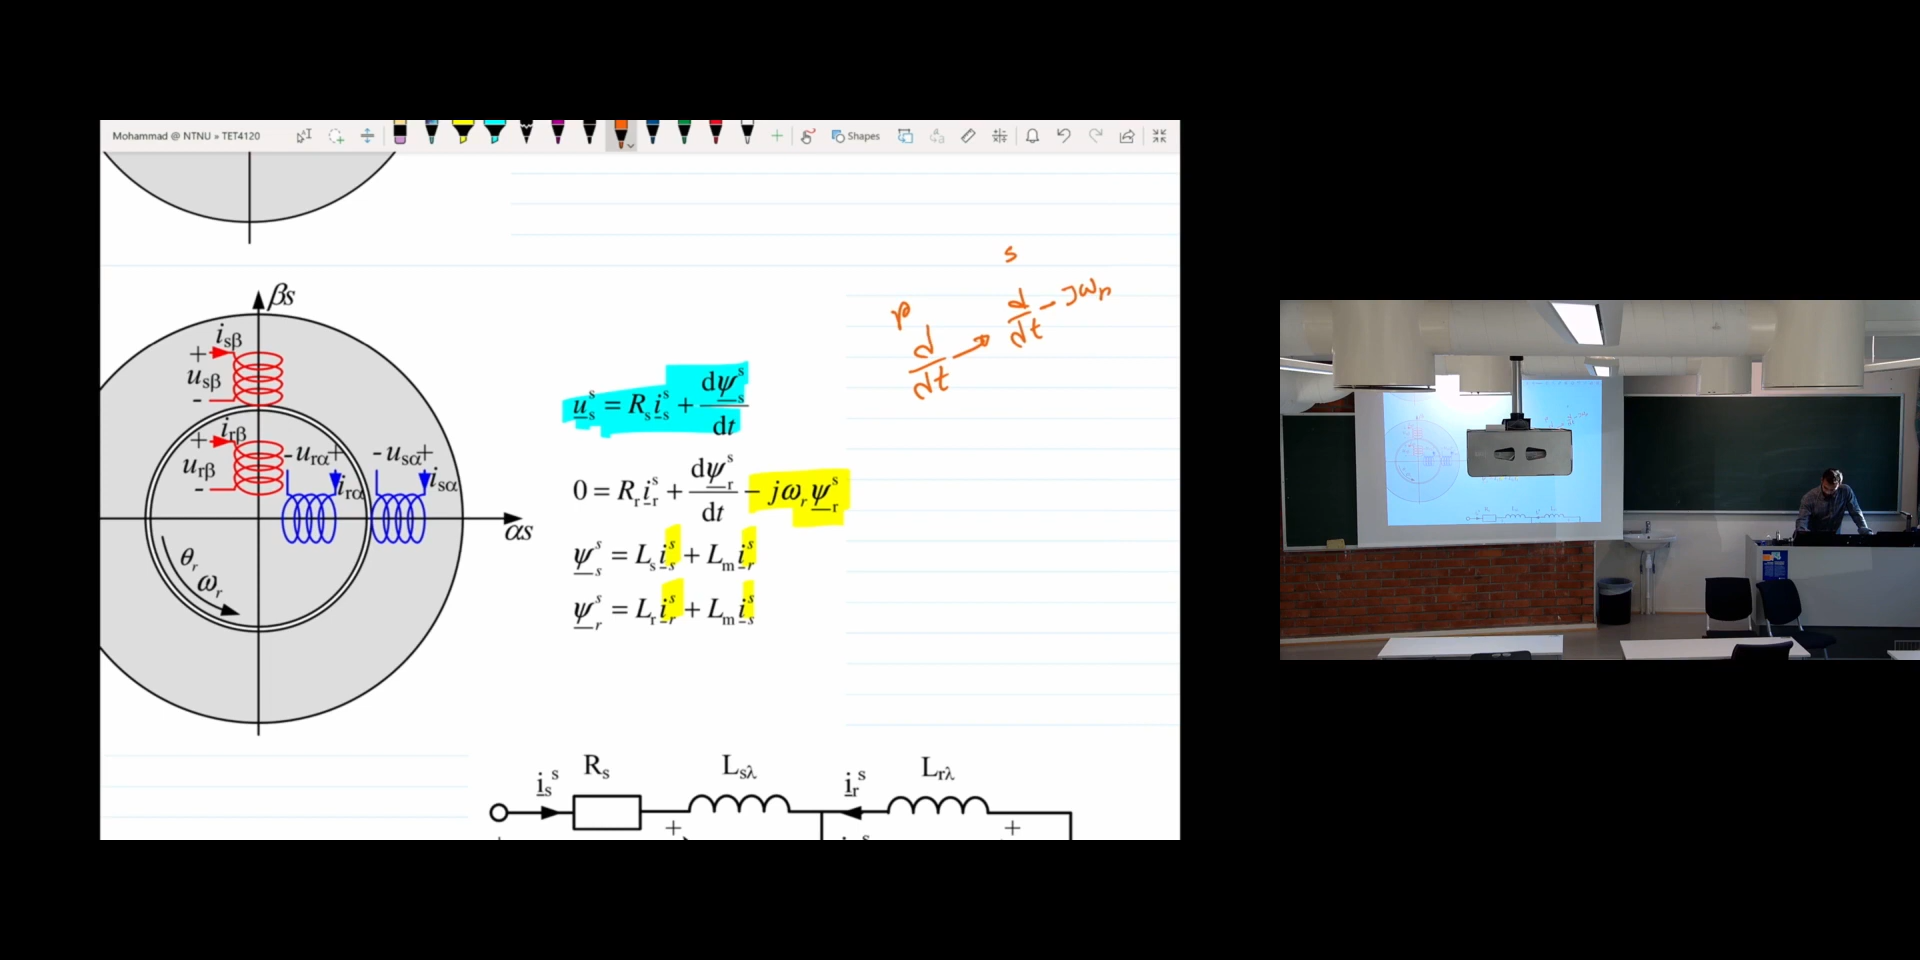 Mohammad @ NTNU » TET4120
Shapes
βs
i_sβ
+
u_sβ
-
i_rβ
+
u_rβ
-
- u_rα +
- u_sα +
i_rα
i_sα
αs
θ_r
ω_r
u_s^s = R_s i_s^s + dψ_s^s/dt
0 = R_r i_r^s + dψ_r^s/dt - jω_r ψ_r^s
ψ_s^s = L_s i_s^s + L_m i_r^s
ψ_r^s = L_r i_r^s + L_m i_s^s
s
d/dt → d/dt - jω_r
i_s^s R_s L_sλ i_r^s L_rλ
+ +